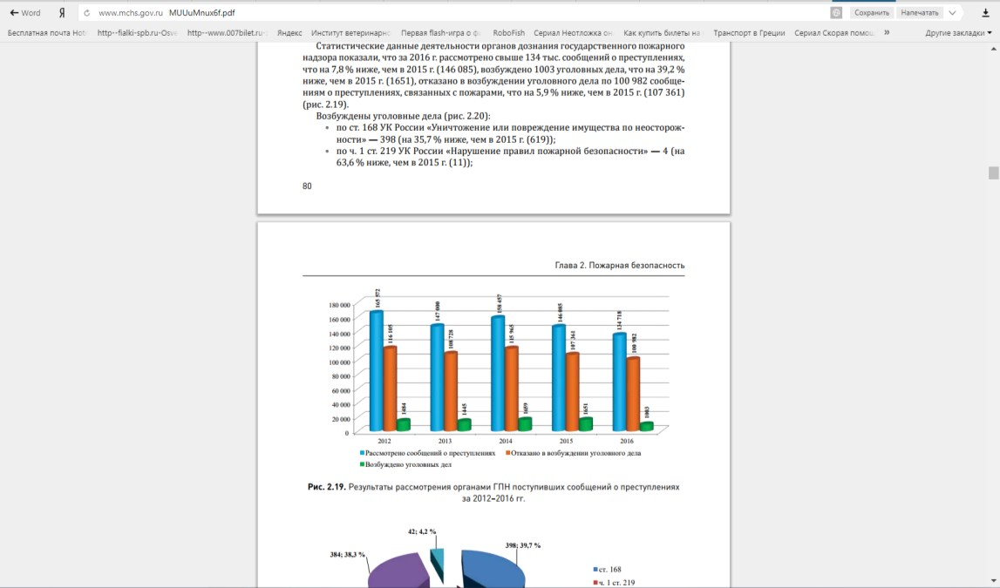 Word
Я
www.mchs.gov.ru MUUuMnux6f.pdf
Сохранить
Напечатать
Бесплатная почта Hot
http--fialki-spb.ru-Osve
http--www.007bilet.ru-
Яндекс
Институт ветеринарно
Первая flash-игра о ф
RoboFish
Сериал Неотложка он
Как купить билеты на
Транспорт в Греции
Сериал Скорая помощ
»
Другие закладки
Статистические данные деятельности органов дознания государственного пожарного
надзора показали, что за 2016 г. рассмотрено свыше 134 тыс. сообщений о преступлениях,
что на 7,8 % ниже, чем в 2015 г. (146 085), возбуждено 1003 уголовных дела, что на 39,2 %
ниже, чем в 2015 г. (1651), отказано в возбуждении уголовного дела по 100 982 сообще-
ниям о преступлениях, связанных с пожарами, что на 5,9 % ниже, чем в 2015 г. (107 361)
(рис. 2.19).
Возбуждены уголовные дела (рис. 2.20):
• по ст. 168 УК России «Уничтожение или повреждение имущества по неосторож-
ности» — 398 (на 35,7 % ниже, чем в 2015 г. (619));
• по ч. 1 ст. 219 УК России «Нарушение правил пожарной безопасности» — 4 (на
63,6 % ниже, чем в 2015 г. (11));
80
Глава 2. Пожарная безопасность
180 000
160 000
140 000
120 000
100 000
80 000
60 000
40 000
20 000
0
165 572
116 105
1484
147 000
108 728
1445
158 457
115 965
1659
146 085
107 361
1651
134 718
100 982
1003
2012
2013
2014
2015
2016
Рассмотрено сообщений о преступлениях
Отказано в возбуждении уголовного дела
Возбуждено уголовных дел
Рис. 2.19. Результаты рассмотрения органами ГПН поступивших сообщений о преступлениях
за 2012–2016 гг.
42; 4,2 %
398; 39,7 %
384; 38,3 %
ст. 168
ч. 1 ст. 219